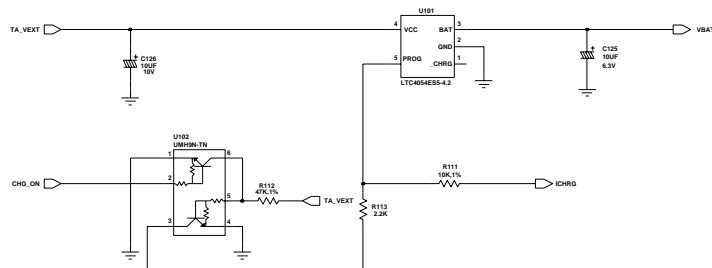 U101
TA_VEXT
4 VCC BAT 3
VBAT
C126
10UF
10V
GND 2
5 PROG
_CHRG 1
LTC4054ES5-4.2
C125
10UF
6.3V
U102
UMH9N-TN
1 6
CHG_ON
2
5
R112
47K,1%
TA_VEXT
3 4
R111
10K,1%
ICHRG
R113
2.2K